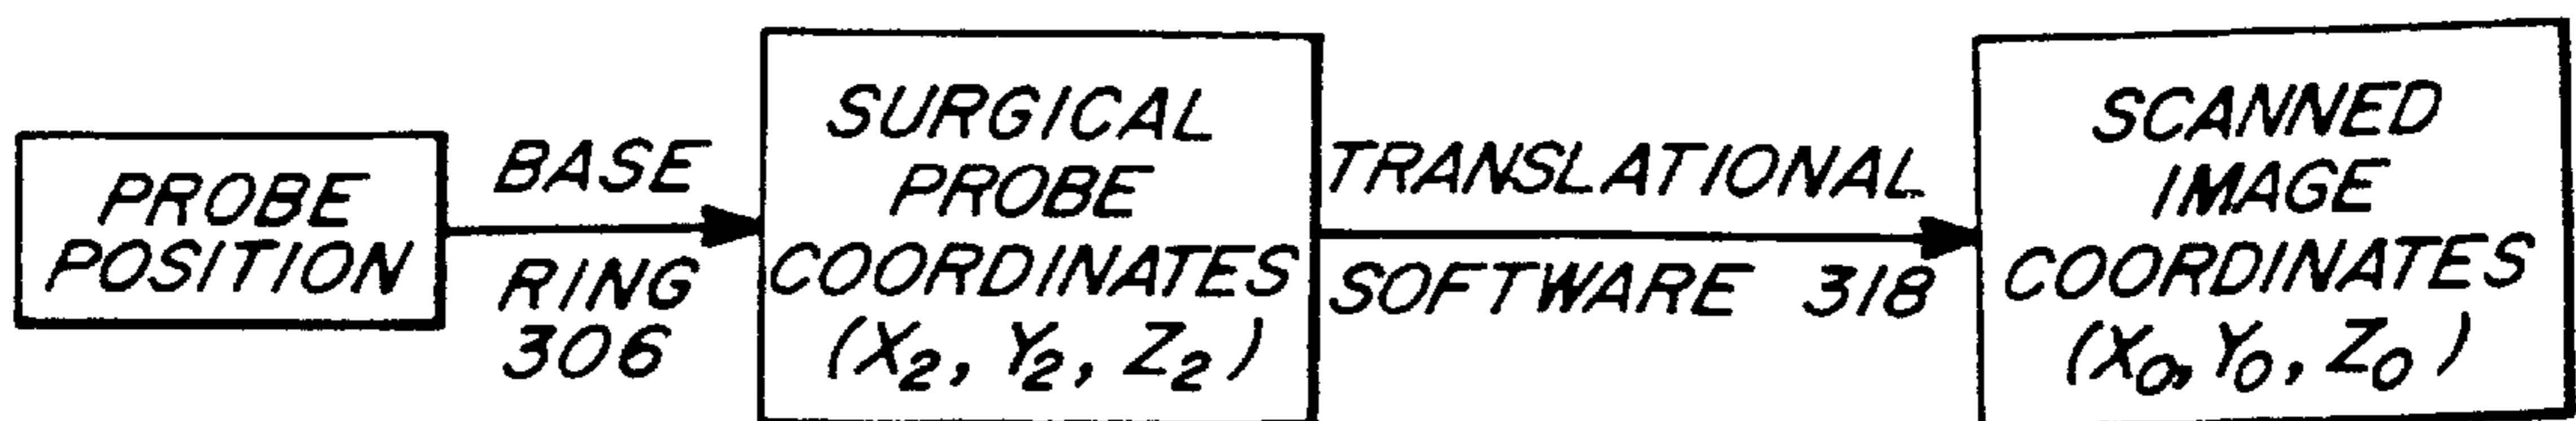 PROBE
POSITION
BASE
RING
306
SURGICAL
PROBE
COORDINATES
(X₂, Y₂, Z₂)
TRANSLATIONAL
SOFTWARE 318
SCANNED
IMAGE
COORDINATES
(X₀, Y₀, Z₀)